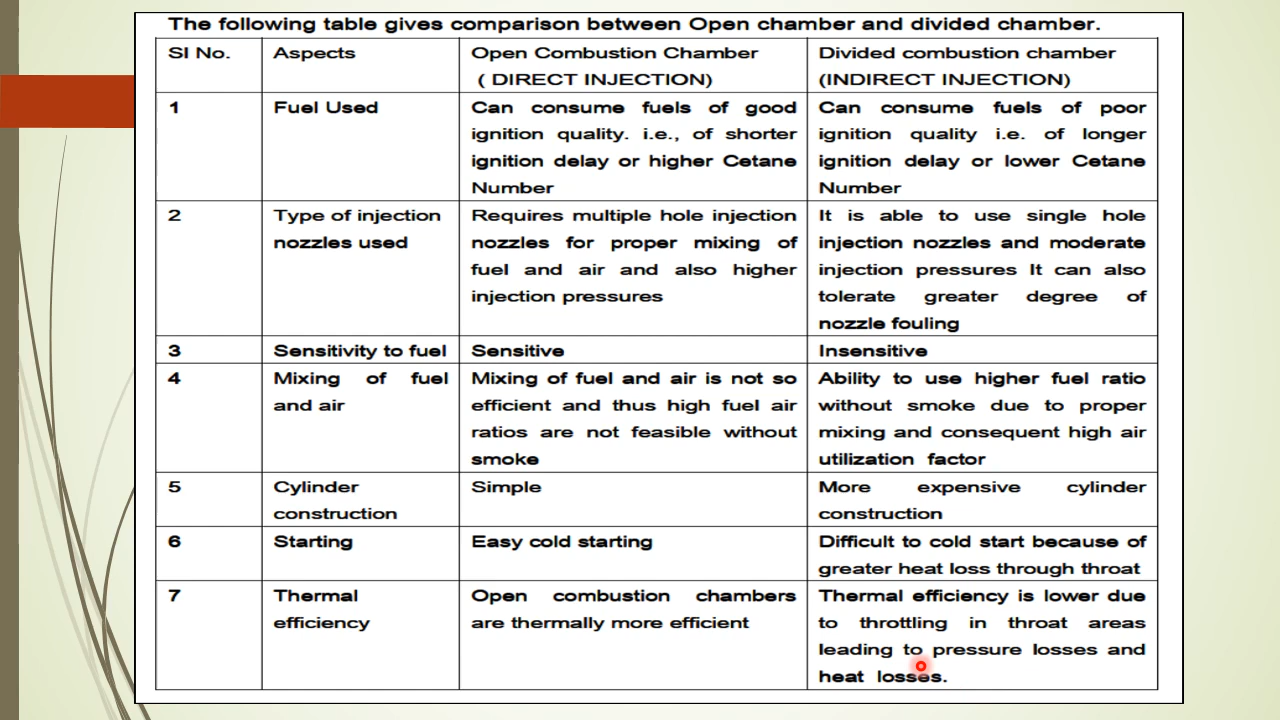 The following table gives comparison between Open chamber and divided chamber.
SI No.
Aspects
Open Combustion Chamber
( DIRECT INJECTION)
Divided combustion chamber
(INDIRECT INJECTION)
1
Fuel Used
Can consume fuels of good
ignition quality. i.e., of shorter
ignition delay or higher Cetane
Number
Can consume fuels of poor
ignition quality i.e. of longer
ignition delay or lower Cetane
Number
2
Type of injection
nozzles used
Requires multiple hole injection
nozzles for proper mixing of
fuel and air and also higher
injection pressures
It is able to use single hole
injection nozzles and moderate
injection pressures It can also
tolerate greater degree of
nozzle fouling
3
Sensitivity to fuel
Sensitive
Insensitive
4
Mixing of fuel
and air
Mixing of fuel and air is not so
efficient and thus high fuel air
ratios are not feasible without
smoke
Ability to use higher fuel ratio
without smoke due to proper
mixing and consequent high air
utilization factor
5
Cylinder
construction
Simple
More expensive cylinder
construction
6
Starting
Easy cold starting
Difficult to cold start because of
greater heat loss through throat
7
Thermal
efficiency
Open combustion chambers
are thermally more efficient
Thermal efficiency is lower due
to throttling in throat areas
leading to pressure losses and
heat losses.